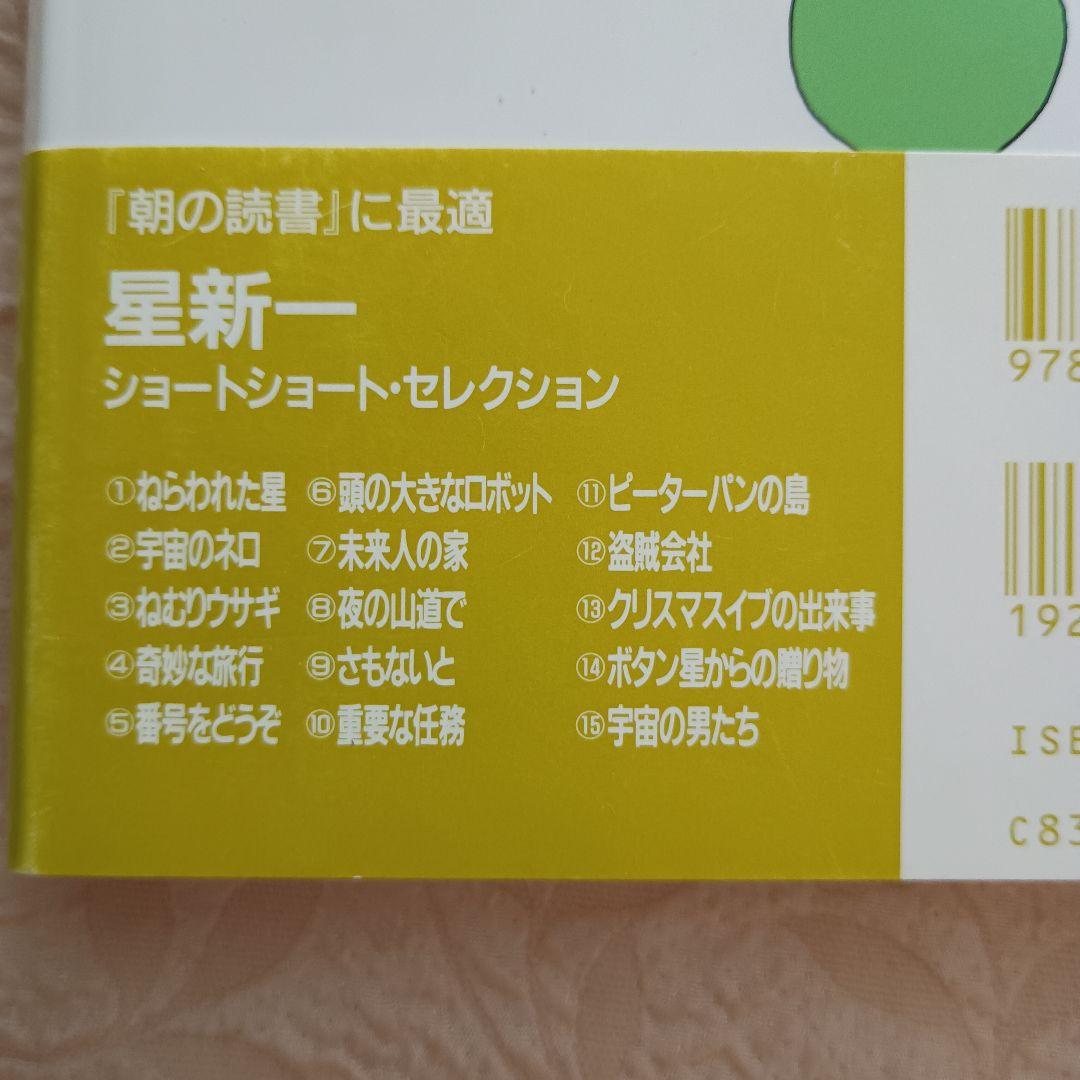 『朝の読書』に最適
星新一
ショートショート・セレクション
①ねらわれた星
②宇宙のネロ
③ねむりウサギ
④奇妙な旅行
⑤番号をどうぞ
⑥頭の大きなロボット
⑦未来人の家
⑧夜の山道で
⑨さもないと
⑩重要な任務
⑪ピーターパンの島
⑫盗賊会社
⑬クリスマスイブの出来事
⑭ボタン星からの贈り物
⑮宇宙の男たち
978
192
ISB
C83